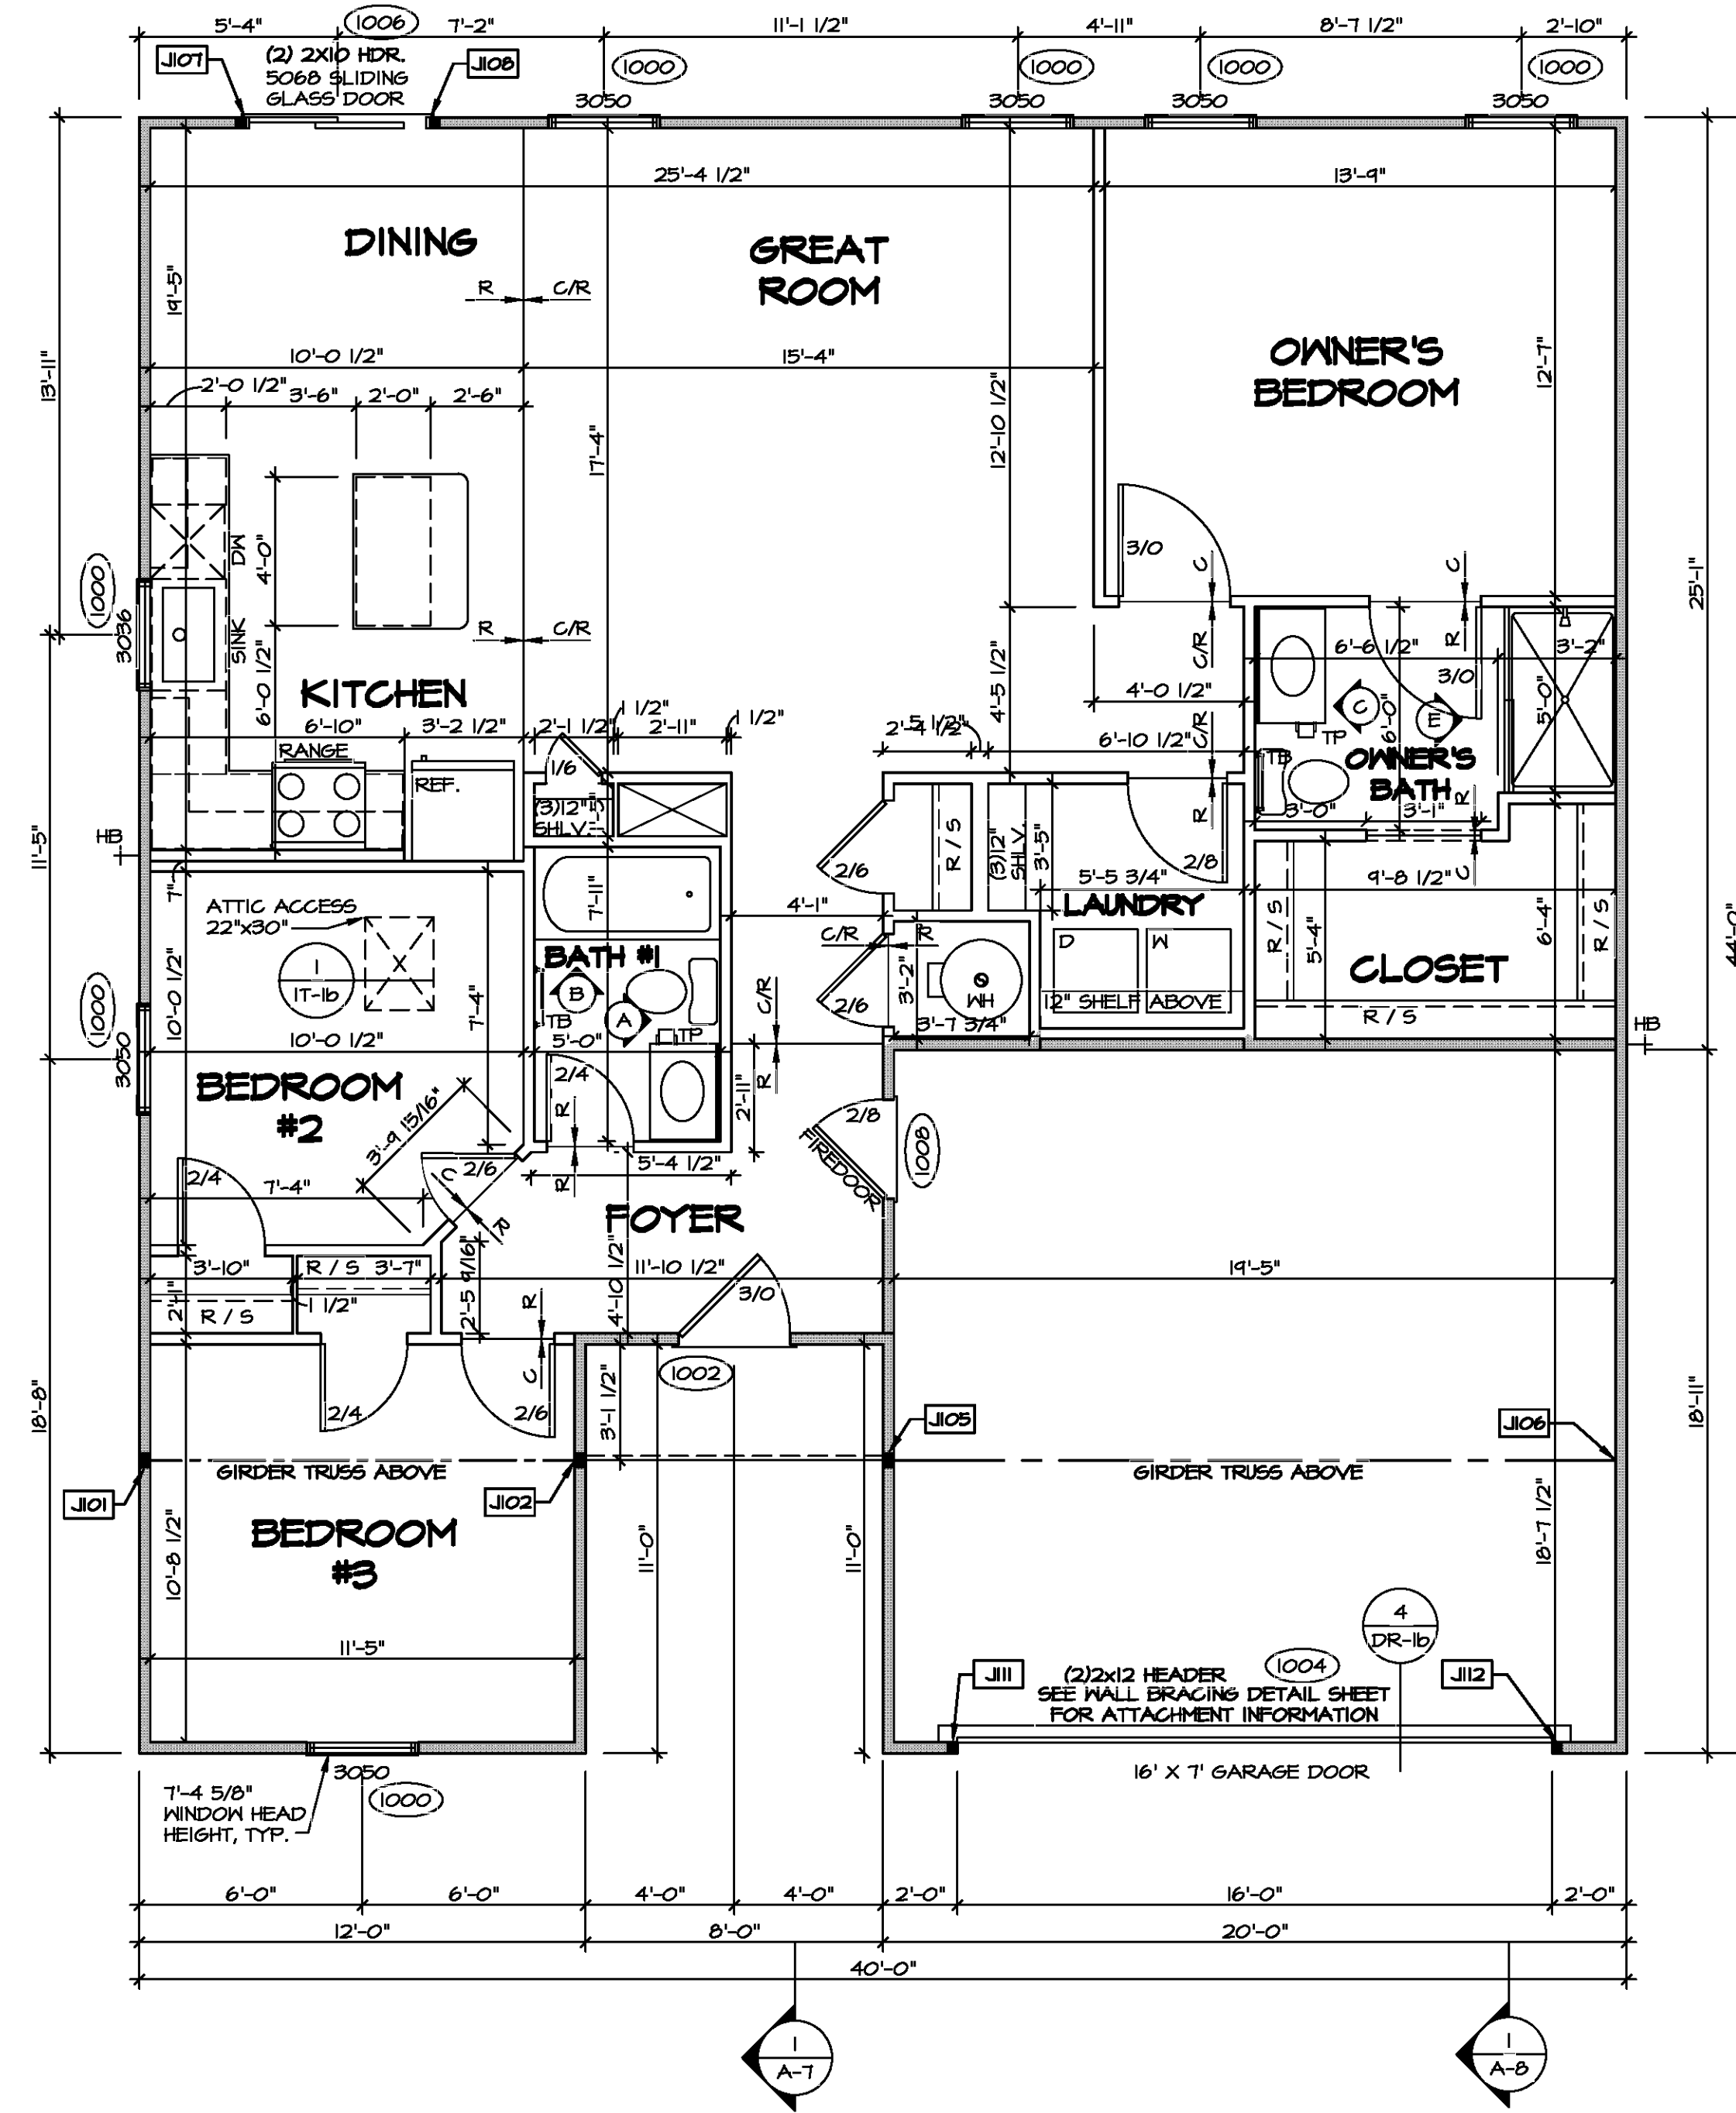 5'-4"
1006
7'-2"
11'-1 1/2"
4'-11"
8'-7 1/2"
2'-10"
J107
(2) 2X10 HDR.
5068 SLIDING
GLASS DOOR
J108
1000
1000
1000
1000
3050
3050
3050
3050
25'-4 1/2"
13'-9"
DINING
GREAT
ROOM
19'-5"
R
C/R
13'-11"
10'-0 1/2"
15'-4"
OWNER'S
BEDROOM
12'-7"
2'-0 1/2"
3'-6"
2'-0"
2'-6"
17'-4"
12'-10 1/2"
DW
4'-0"
3/0
C
C
25'-1"
1000
3036
SINK
R
C/R
C/R
R
6'-6 1/2"
3'-2"
KITCHEN
6'-0 1/2"
4'-5 1/2"
4'-0 1/2"
3/0
6'-0"
5'-0"
C
E
TP
6'-10"
3'-2 1/2"
2'-1 1/2"
1 1/2"
2'-11"
1 1/2"
2'-4 1/2"
5 1/2"
6'-10 1/2"
C/R
RANGE
REF.
1/6
TB
OWNER'S
BATH
(3)12"
SHLV.
R
3'-0"
3'-1"
R
HB
11'-5"
7"
R / S
(3)12"
SHLV.
3'-5"
2/6
2/8
C
5'-5 3/4"
9'-8 1/2"
ATTIC ACCESS
22"x30"
7'-11"
4'-1"
LAUNDRY
1
IT-1b
X
BATH #1
C/R
R
D
W
R / S
5'-4"
6'-4"
R / S
44'-0"
CLOSET
1000
3050
10'-0 1/2"
7'-4"
B
A
TB
TP
C/R
2/6
3'-2"
WH
12" SHELF ABOVE
R / S
HB
3'-7 3/4"
10'-0 1/2"
5'-0"
BEDROOM
#2
2/4
R
R
2'-11"
2/8
FIREDOOR
1008
3'-9 15/16"
2/4
7'-4"
C
2/6
R
5'-4 1/2"
R
FOYER
3'-10"
R / S
3'-7"
2'-5 9/16"
11'-10 1/2"
4'-10 1/2"
19'-5"
2'-1"
R / S
1 1/2"
R
3/0
C
1002
18'-8"
2/4
2/6
3'-1 1/2"
J105
J106
18'-11"
GIRDER TRUSS ABOVE
GIRDER TRUSS ABOVE
J101
J102
BEDROOM
#3
10'-8 1/2"
11'-0"
11'-0"
18'-7 1/2"
11'-5"
4
DR-1b
J111
(2)2x12 HEADER
1004
J112
SEE WALL BRACING DETAIL SHEET
FOR ATTACHMENT INFORMATION
3050
16' X 7' GARAGE DOOR
7'-4 5/8"
WINDOW HEAD
HEIGHT, TYP.
1000
6'-0"
6'-0"
4'-0"
4'-0"
2'-0"
16'-0"
2'-0"
12'-0"
8'-0"
20'-0"
40'-0"
1
A-7
1
A-8